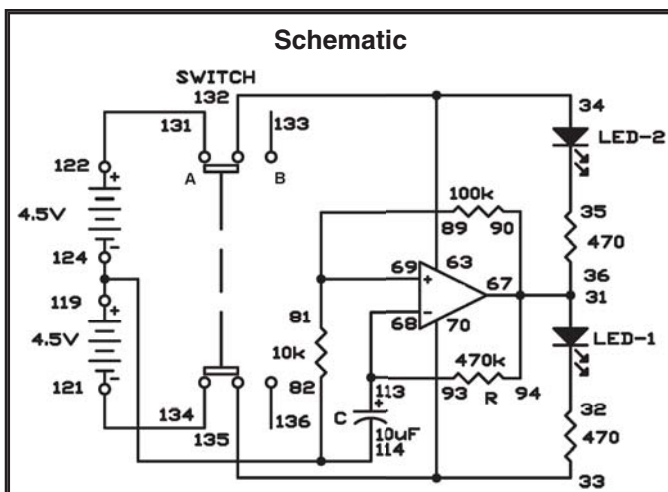 Schematic
SWITCH
132
131
133
34
A
B
LED-2
122
+
100k
35
4.5V
89 90
470
-
124
69
+
63
67
36
31
119
+
81
68
-
70
LED-1
4.5V
10k
470k
-
121
82
113
93
R
94
32
134
+
470
135
136
C
10uF
114
33